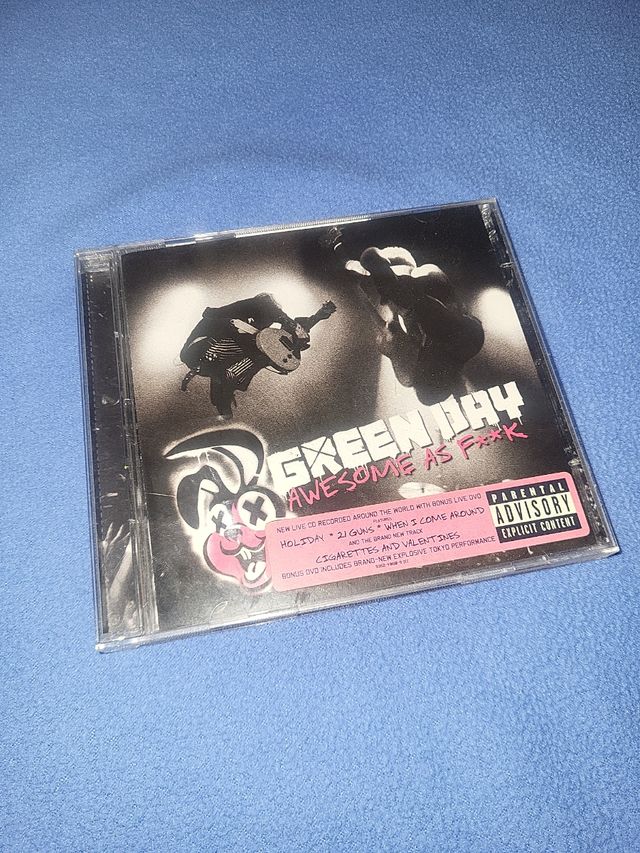 GREEN DAY
AWESOME AS F**K
NEW LIVE CD RECORDED AROUND THE WORLD WITH BONUS LIVE DVD
FEATURING
HOLIDAY * 21 GUNS * WHEN I COME AROUND
AND THE BRAND NEW TRACK
CIGARETTES AND VALENTINES
BONUS DVD INCLUDES BRAND-NEW EXPLOSIVE TOKYO PERFORMANCE
PARENTAL
ADVISORY
EXPLICIT CONTENT